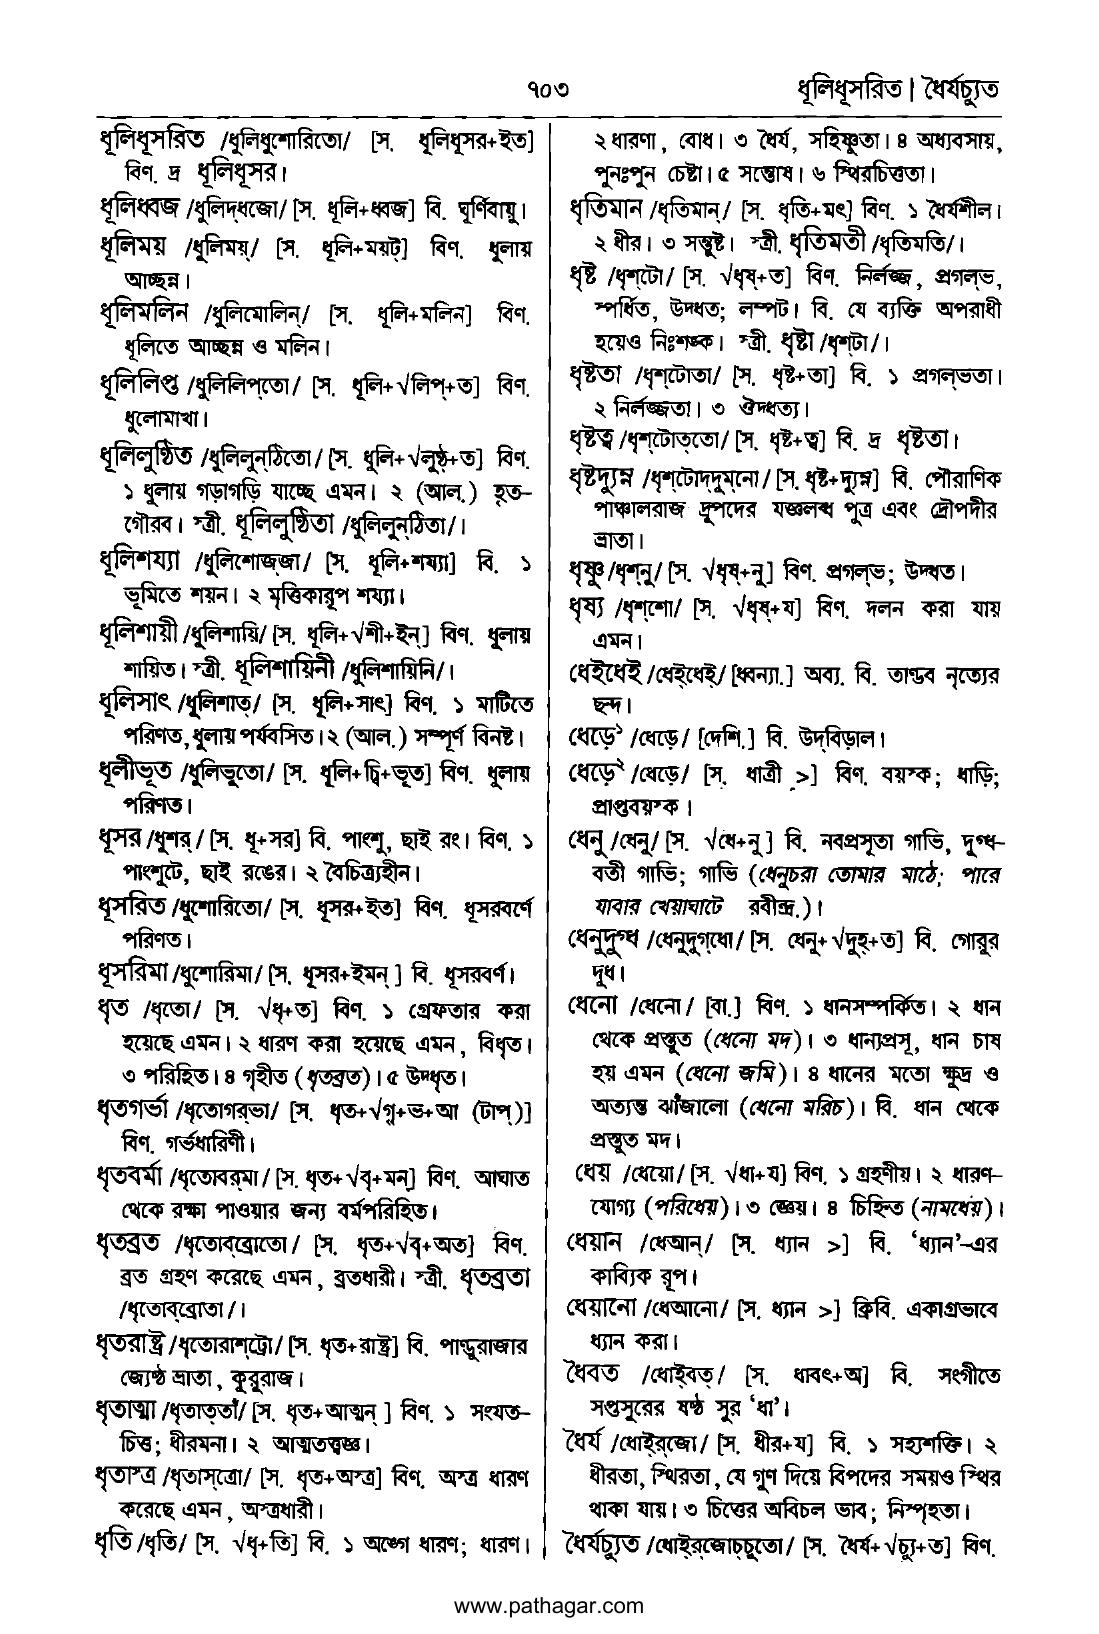 ৭০৩
ধূলিধূসরিত | ধৈর্যচ্যুত
ধূলিধূসরিত /ধুলিধুশোরিতো/ [স. ধূলিধূসর+ইত]
বিণ. দ্র ধূলিধূসর।
ধূলিধ্বজ /ধুলিদ্ধজো/ [স. ধূলি+ধ্বজ] বি. ঘূর্ণিবায়ু।
ধূলিময় /ধুলিময়্/ [স. ধূলি+ময়ট্] বিণ. ধুলায়
আচ্ছন্ন।
ধূলিমলিন /ধুলিমোলিন্/ [স. ধূলি+মলিন] বিণ.
ধূলিতে আচ্ছন্ন ও মলিন।
ধূলিলিপ্ত /ধুলিলিপ্‌তো/ [স. ধূলি+√লিপ্+ত] বিণ.
ধুলোমাখা।
ধূলিলুণ্ঠিত /ধুলিলুন্‌ঠিতো/ [স. ধূলি+√লুণ্ঠ্+ত] বিণ.
১ ধুলায় গড়াগড়ি যাচ্ছে এমন। ২ (আল.) হৃত-
গৌরব। স্ত্রী. ধূলিলুণ্ঠিতা /ধুলিলুন্‌ঠিতা/।
ধূলিশয্যা /ধুলিশোজ্‌জা/ [স. ধূলি+শয্যা] বি. ১
ভূমিতে শয়ন। ২ মৃত্তিকারূপ শয্যা।
ধূলিশায়ী /ধুলিশায়ি/ [স. ধূলি+√শী+ইন্] বিণ. ধুলায়
শায়িত। স্ত্রী. ধূলিশায়িনী /ধুলিশায়িনি/।
ধূলিসাৎ /ধুলিশাত্/ [স. ধূলি+সাৎ] বিণ. ১ মাটিতে
পরিণত, ধুলায় পর্যবসিত। ২ (আল.) সম্পূর্ণ বিনষ্ট।
ধূলীভূত /ধুলিভুতো/ [স. ধূলি+চ্বি+ভূত] বিণ. ধুলায়
পরিণত।
ধূসর /ধুশর্/ [স. ধূ+সর] বি. পাংশু, ছাই রং। বিণ. ১
পাংশুটে, ছাই রঙের। ২ বৈচিত্র্যহীন।
ধূসরিত /ধুশোরিতো/ [স. ধূসর+ইত] বিণ. ধূসরবর্ণে
পরিণত।
ধূসরিমা /ধুশোরিমা/ [স. ধূসর+ইমন্ ] বি. ধূসরবর্ণ।
ধৃত /ধৃতো/ [স. √ধৃ+ত] বিণ. ১ গ্রেফতার করা
হয়েছে এমন। ২ ধারণ করা হয়েছে এমন, বিধৃত।
৩ পরিহিত। ৪ গৃহীত (ধৃতব্রত)। ৫ উদ্ধৃত।
ধৃতগর্ভা /ধৃতোগর্‌ভা/ [স. ধৃত+√গৄ+ভ+আ (টাপ্)]
বিণ. গর্ভধারিণী।
ধৃতবর্মা /ধৃতোবর্‌মা/ [স. ধৃত+√বৃ+মন্] বিণ. আঘাত
থেকে রক্ষা পাওয়ার জন্য বর্মপরিহিত।
ধৃতব্রত /ধৃতোব্‌ব্রোতো/ [স. ধৃত+√বৃ+অত] বিণ.
ব্রত গ্রহণ করেছে এমন, ব্রতধারী। স্ত্রী. ধৃতব্রতা
/ধৃতোব্‌ব্রোতা/।
ধৃতরাষ্ট্র /ধৃতোরাশ্‌ট্রো/ [স. ধৃত+রাষ্ট্র] বি. পাণ্ডুরাজার
জ্যেষ্ঠ ভ্রাতা, কুরুরাজ।
ধৃতাত্মা /ধৃতাত্‌তাঁ/ [স. ধৃত+আত্মন্ ] বিণ. ১ সংযত-
চিত্ত; ধীরমনা। ২ আত্মতত্ত্বজ্ঞ।
ধৃতাস্ত্র /ধৃতাস্‌ত্রো/ [স. ধৃত+অস্ত্র] বিণ. অস্ত্র ধারণ
করেছে এমন, অস্ত্রধারী।
ধৃতি /ধৃতি/ [স. √ধৃ+তি] বি. ১ অঙ্গে ধারণ; ধারণ।
২ ধারণা, বোধ। ৩ ধৈর্য, সহিষ্ণুতা। ৪ অধ্যবসায়,
পুনঃপুন চেষ্টা। ৫ সন্তোষ। ৬ স্থিরচিত্ততা।
ধৃতিমান /ধৃতিমান্/ [স. ধৃতি+মৎ] বিণ. ১ ধৈর্যশীল।
২ ধীর। ৩ সন্তুষ্ট। স্ত্রী. ধৃতিমতী /ধৃতিমতি/।
ধৃষ্ট /ধৃশ্‌টো/ [স. √ধৃষ্+ত] বিণ. নির্লজ্জ, প্রগল্‌ভ,
স্পর্ধিত, উদ্ধত; লম্পট। বি. যে ব্যক্তি অপরাধী
হয়েও নিঃশঙ্ক। স্ত্রী. ধৃষ্টা /ধৃশ্‌টা/।
ধৃষ্টতা /ধৃশ্‌টোতা/ [স. ধৃষ্ট+তা] বি. ১ প্রগল্‌ভতা।
২ নির্লজ্জতা। ৩ ঔদ্ধত্য।
ধৃষ্টত্ব /ধৃশ্‌টোত্‌তো/ [স. ধৃষ্ট+ত্ব] বি. দ্র ধৃষ্টতা।
ধৃষ্টদ্যুম্ন /ধৃশ্‌টোদ্‌দুম্‌নো/ [স. ধৃষ্ট+দ্যুম্ন] বি. পৌরাণিক
পাঞ্চালরাজ দ্রুপদের যজ্ঞলব্ধ পুত্র এবং দ্রৌপদীর
ভ্রাতা।
ধৃষ্ণু /ধৃশ্‌নু/ [স. √ধৃষ্+নু] বিণ. প্রগল্‌ভ; উদ্ধত।
ধৃষ্য /ধৃশ্‌শো/ [স. √ধৃষ্+য] বিণ. দলন করা যায়
এমন।
ধেইধেই /ধেই্‌ধেই্/ [ধ্বন্যা.] অব্য. বি. তাণ্ডব নৃত্যের
ছন্দ।
ধেড়ে১ /ধেড়ে/ [দেশি.] বি. উদ্‌বিড়াল।
ধেড়ে২ /ধেড়ে/ [স. ধাত্রী >] বিণ. বয়স্ক; ধাড়ি;
প্রাপ্তবয়স্ক।
ধেনু /ধেনু/ [স. √ধে+নু ] বি. নবপ্রসূতা গাভি, দুগ্ধ-
বতী গাভি; গাভি (ধেনুচরা তোমার মাঠে; পারে
যাবার খেয়াঘাটে রবীন্দ্র.)।
ধেনুদুগ্ধ /ধেনুদুগ্‌ধো/ [স. ধেনু+√দুহ্+ত] বি. গোরুর
দুধ।
ধেনো /ধেনো/ [বা.] বিণ. ১ ধানসম্পর্কিত। ২ ধান
থেকে প্রস্তুত (ধেনো মদ)। ৩ ধান্যপ্রসূ, ধান চাষ
হয় এমন (ধেনো জমি)। ৪ ধানের মতো ক্ষুদ্র ও
অত্যন্ত ঝাঁজালো (ধেনো মরিচ)। বি. ধান থেকে
প্রস্তুত মদ।
ধেয় /ধেয়ো/ [স. √ধা+য] বিণ. ১ গ্রহণীয়। ২ ধারণ-
যোগ্য (পরিধেয়)। ৩ জ্ঞেয়। ৪ চিহ্নিত (নামধেয়)।
ধেয়ান /ধেআন্/ [স. ধ্যান >] বি. ‘ধ্যান’-এর
কাব্যিক রূপ।
ধেয়ানো /ধেআনো/ [স. ধ্যান >] ক্রিবি. একাগ্রভাবে
ধ্যান করা।
ধৈবত /ধোই্‌বত্/ [স. ধাবৎ+অ] বি. সংগীতে
সপ্তসুরের ষষ্ঠ সুর ‘ধা’।
ধৈর্য /ধোই্‌র্‌জো/ [স. ধীর+য] বি. ১ সহ্যশক্তি। ২
ধীরতা, স্থিরতা, যে গুণ দিয়ে বিপদের সময়ও স্থির
থাকা যায়। ৩ চিত্তের অবিচল ভাব; নিস্পৃহতা।
ধৈর্যচ্যুত /ধোই্‌র্‌জোচ্‌চুতো/ [স. ধৈর্য+√চ্যু+ত] বিণ.
www.pathagar.com